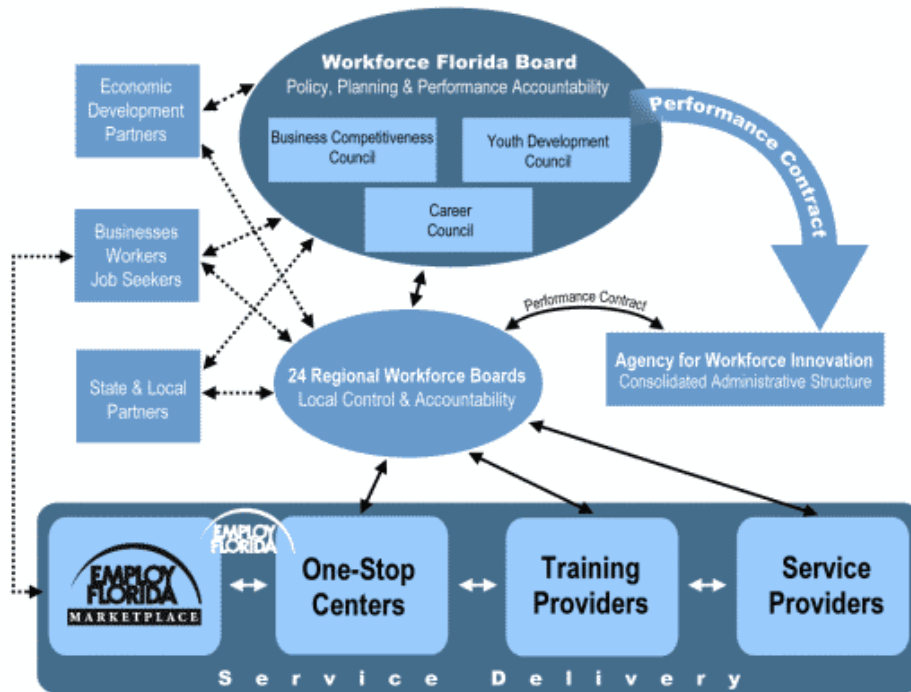 Workforce Florida Board
Policy, Planning & Performance Accountability
Business Competitiveness
Council
Youth Development
Council
Career
Council
Performance Contract
Economic
Development
Partners
Businesses
Workers
Job Seekers
State & Local
Partners
24 Regional Workforce Boards
Local Control & Accountability
Performance Contract
Agency for Workforce Innovation
Consolidated Administrative Structure
EMPLOY
FLORIDA
MARKETPLACE
EMPLOY
FLORIDA
One-Stop
Centers
Training
Providers
Service
Providers
Service Delivery